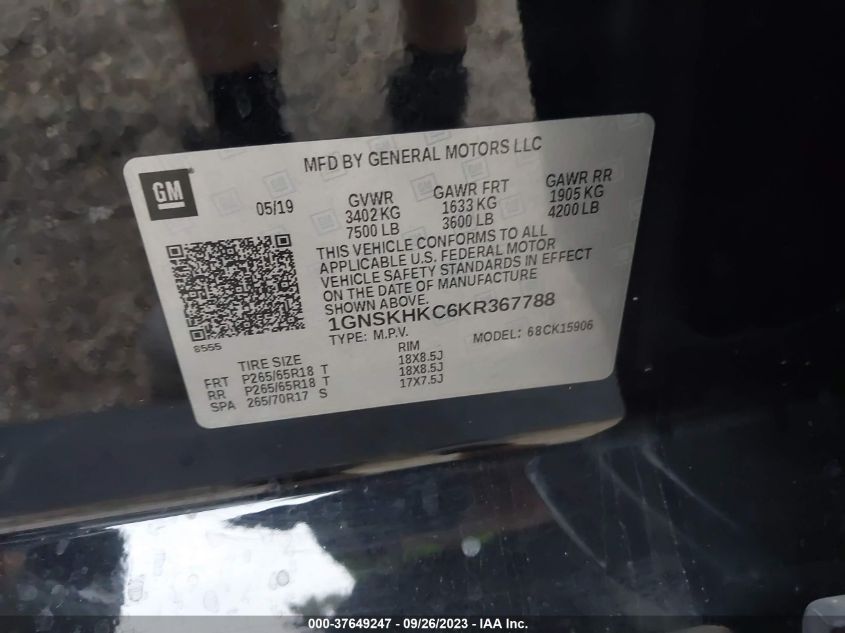 MFD BY GENERAL MOTORS LLC
GM
05/19
GVWR
3402 KG
7500 LB
GAWR FRT
1633 KG
3600 LB
GAWR RR
1905 KG
4200 LB
THIS VEHICLE CONFORMS TO ALL
APPLICABLE U.S. FEDERAL MOTOR
VEHICLE SAFETY STANDARDS IN EFFECT
ON THE DATE OF MANUFACTURE
SHOWN ABOVE.
1GNSKHKC6KR367788
TYPE: M.P.V.
MODEL: 68CK15906
8555
TIRE SIZE RIM
FRT P265/65R18 T 18X8.5J
RR P265/65R18 T 18X8.5J
SPA 265/70R17 S 17X7.5J
000-37649247 - 09/26/2023 - IAA Inc.